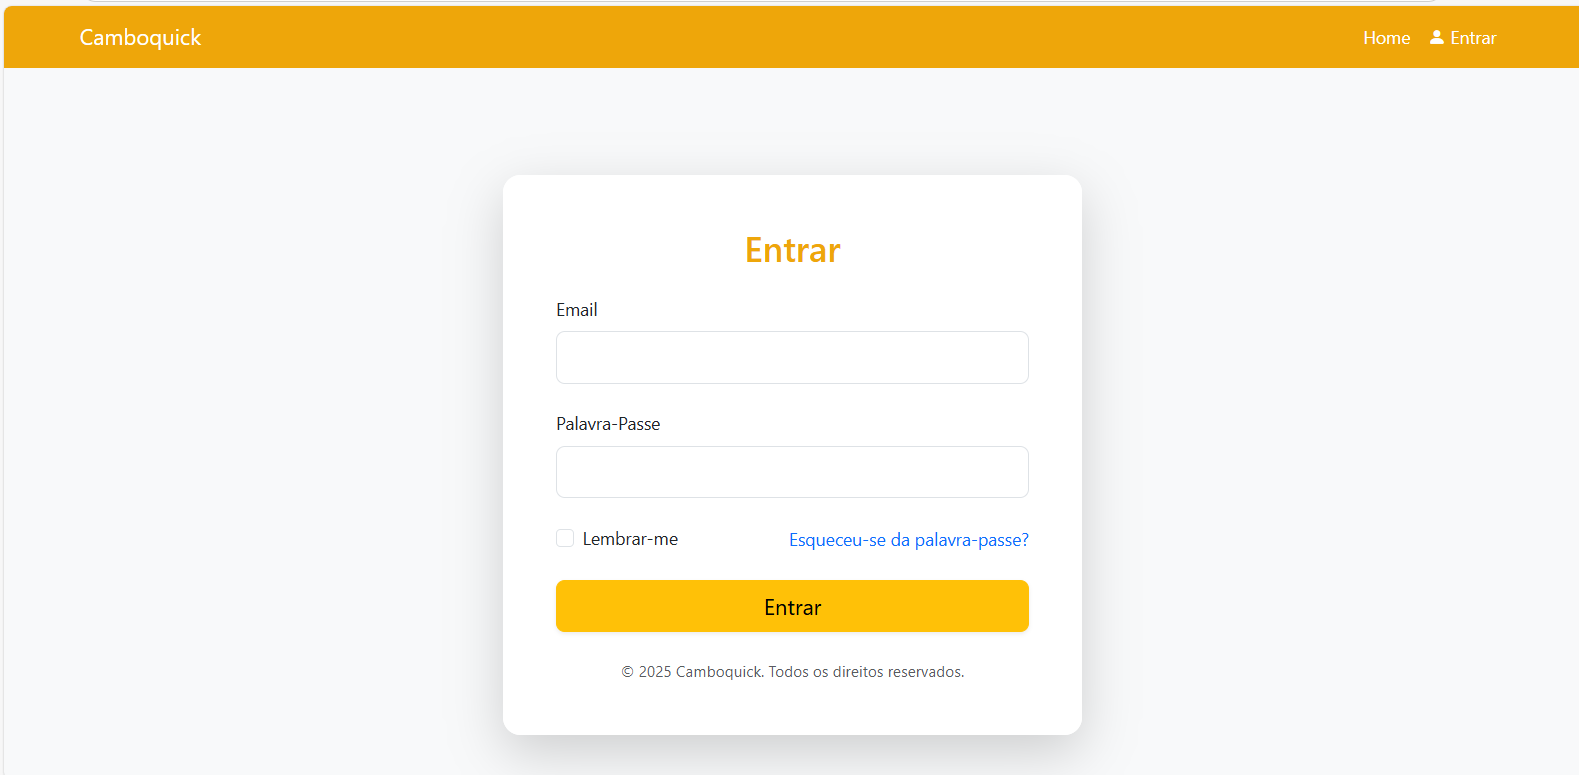 Camboquick
Home Entrar
Entrar
Email
Palavra-Passe
Lembrar-me Esqueceu-se da palavra-passe?
Entrar
© 2025 Camboquick. Todos os direitos reservados.